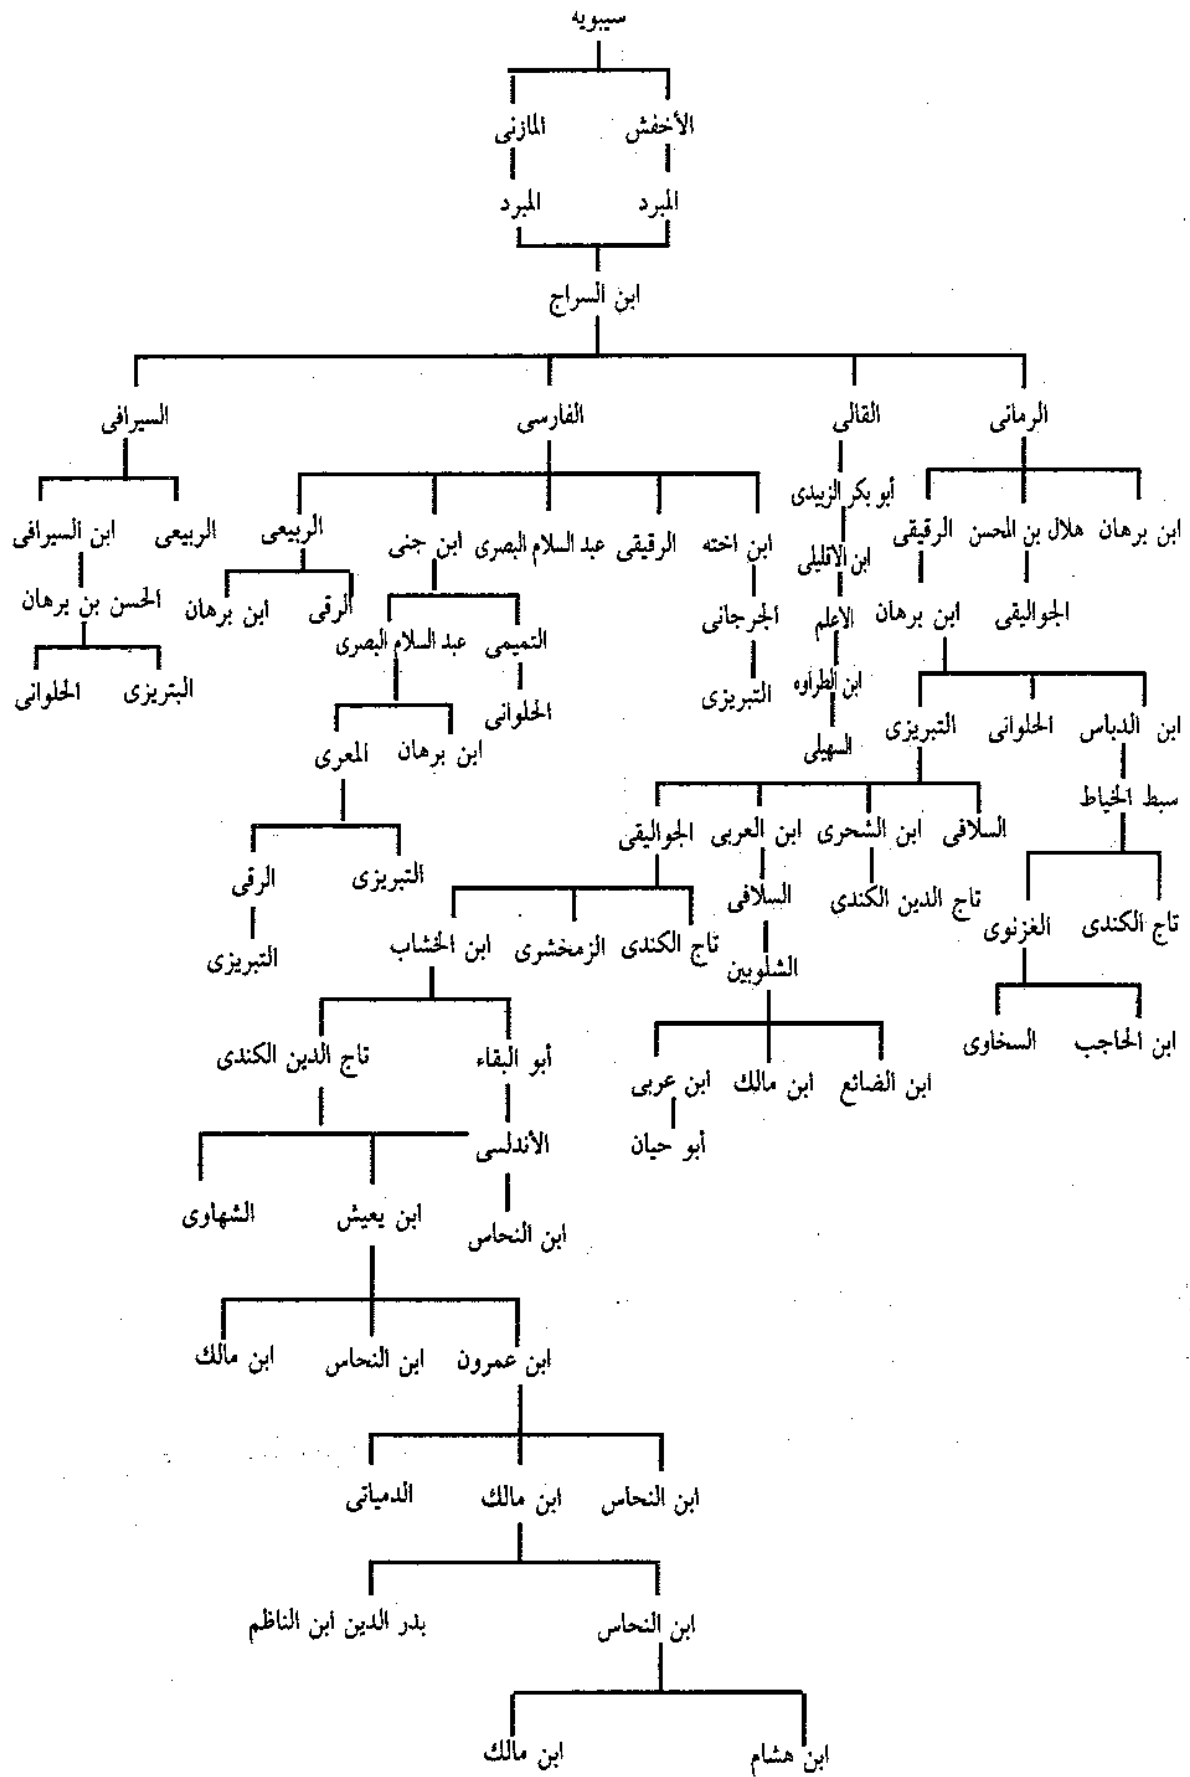 سيبويه
الأخفش المازنى
المبرد المبرد
ابن السراج
الرمانى القالى الفارسى السيرافى
أبو بكر الزبيدى
ابن برهان هلال بن المحسن الرقيقى ابن اخته الرقيقى عبد السلام البصرى ابن جنى الربيعى الربيعى ابن السيرافى
ابن الاقليلى
الجواليقى ابن برهان الاعلم الجرجانى التميمى عبد السلام البصرى الرقى ابن برهان الحسن بن برهان
ابن الطراوه التبريزى الحلوانى البتريزى الحلوانى
ابن الدباس الحلوانى التبريزى السهيلى ابن برهان المعرى
سبط الخياط
السلافى ابن الشحرى ابن العربى الجواليقى التبريزى الرقى
تاج الكندى الغزنوى تاج الدين الكندى السلافى تاج الكندى الزمخشرى ابن الخشاب التبريزى
الشلوبين
ابن الحاجب السخاوى أبو البقاء تاج الدين الكندى
ابن الضائع ابن مالك ابن عربى
أبو حيان الأندلسى
ابن النحاس ابن يعيش الشهاوى
ابن عمرون ابن النحاس ابن مالك
ابن النحاس ابن مالك الدمياتى
ابن النحاس بدر الدين ابن الناظم
ابن هشام ابن مالك